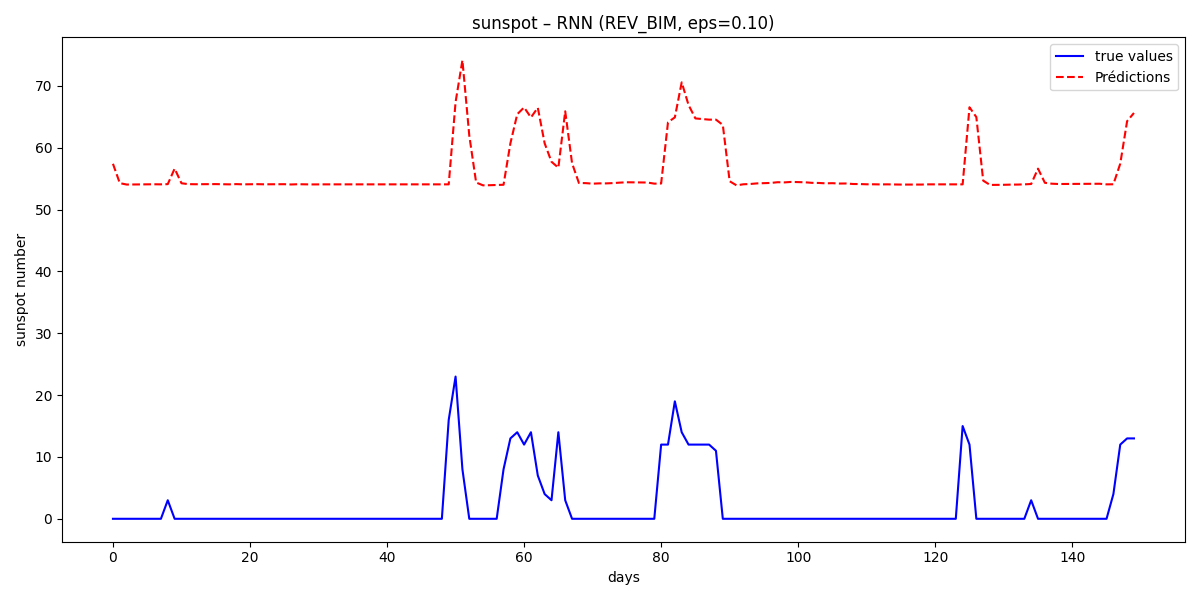 sunspot – RNN (REV_BIM, eps=0.10)
true values
Prédictions
sunspot number
70
60
50
40
30
20
10
0
0 20 40 60 80 100 120 140
days